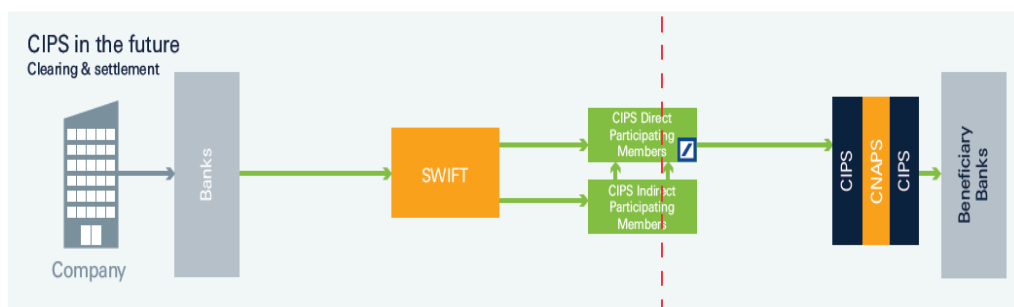 CIPS in the future
Clearing & settlement
Company
Banks
SWIFT
CIPS Direct
Participating
Members
CIPS Indirect
Participating
Members
CIPS
CNAPS
CIPS
Beneficiary
Banks